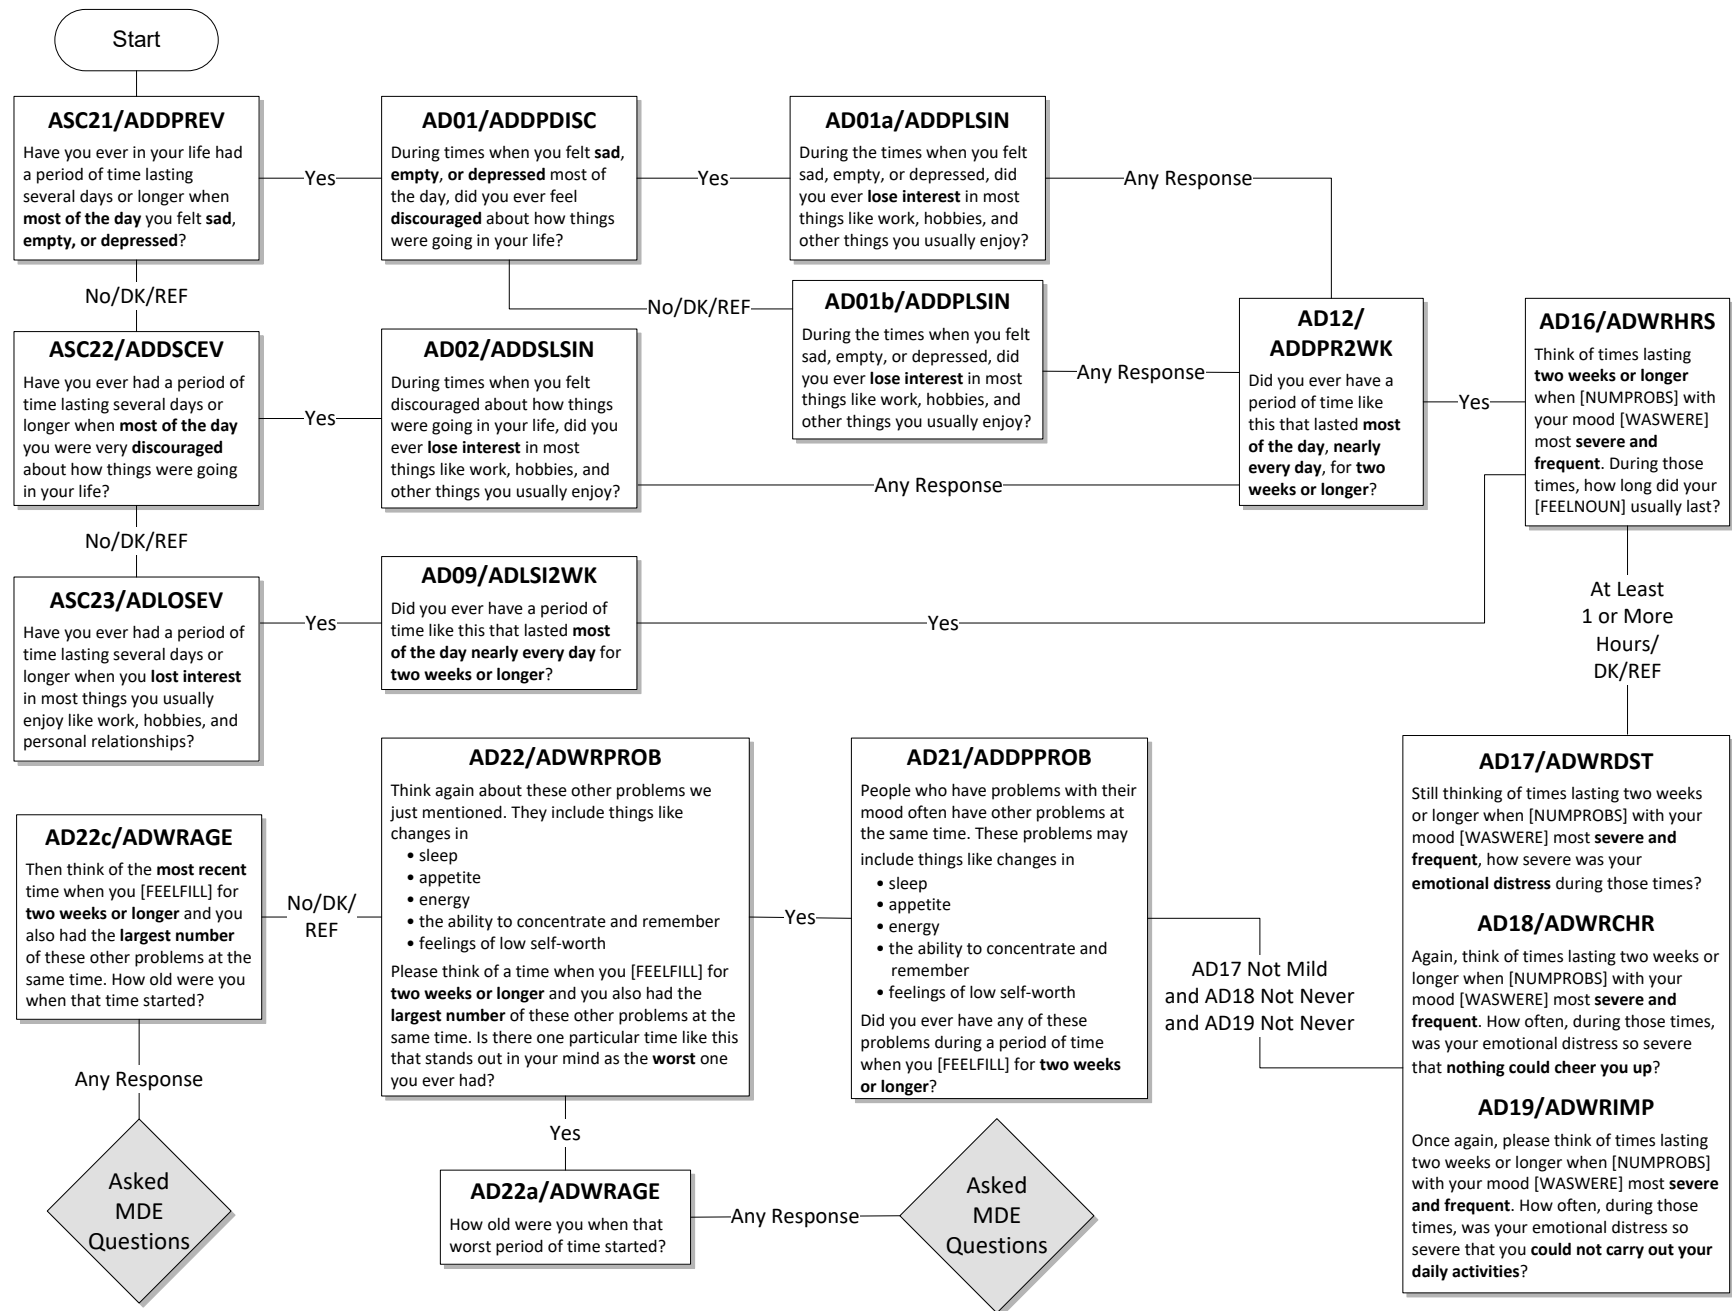 Start
ASC21/ADDPREV
Have you ever in your life had
a period of time lasting
several days or longer when
most of the day you felt sad,
empty, or depressed?
Yes
AD01/ADDPDISC
During times when you felt sad,
empty, or depressed most of
the day, did you ever feel
discouraged about how things
were going in your life?
Yes
AD01a/ADDPLSIN
During the times when you felt
sad, empty, or depressed, did
you ever lose interest in most
things like work, hobbies, and
other things you usually enjoy?
Any Response
No/DK/REF
No/DK/REF
AD01b/ADDPLSIN
During the times when you felt
sad, empty, or depressed, did
you ever lose interest in most
things like work, hobbies, and
other things you usually enjoy?
Any Response
ASC22/ADDSCEV
Have you ever had a period of
time lasting several days or
longer when most of the day
you were very discouraged
about how things were going
in your life?
Yes
AD02/ADDSLSIN
During times when you felt
discouraged about how things
were going in your life, did you
ever lose interest in most
things like work, hobbies, and
other things you usually enjoy?
Any Response
AD12/
ADDPR2WK
Did you ever have a
period of time like
this that lasted most
of the day, nearly
every day, for two
weeks or longer?
Yes
AD16/ADWRHRS
Think of times lasting
two weeks or longer
when [NUMPROBS] with
your mood [WASWERE]
most severe and
frequent. During those
times, how long did your
[FEELNOUN] usually last?
No/DK/REF
ASC23/ADLOSEV
Have you ever had a period of
time lasting several days or
longer when you lost interest
in most things you usually
enjoy like work, hobbies, and
personal relationships?
Yes
AD09/ADLSI2WK
Did you ever have a period of
time like this that lasted most
of the day nearly every day for
two weeks or longer?
Yes
At Least
1 or More
Hours/
DK/REF
AD17/ADWRDST
Still thinking of times lasting two weeks
or longer when [NUMPROBS] with your
mood [WASWERE] most severe and
frequent, how severe was your
emotional distress during those times?
AD18/ADWRCHR
Again, think of times lasting two weeks or
longer when [NUMPROBS] with your
mood [WASWERE] most severe and
frequent. How often, during those times,
was your emotional distress so severe
that nothing could cheer you up?
AD19/ADWRIMP
Once again, please think of times lasting
two weeks or longer when [NUMPROBS]
with your mood [WASWERE] most severe
and frequent. How often, during those
times, was your emotional distress so
severe that you could not carry out your
daily activities?
AD17 Not Mild
and AD18 Not Never
and AD19 Not Never
AD21/ADDPPROB
People who have problems with their
mood often have other problems at
the same time. These problems may
include things like changes in
• sleep
• appetite
• energy
• the ability to concentrate and
remember
• feelings of low self-worth
Did you ever have any of these
problems during a period of time
when you [FEELFILL] for two weeks
or longer?
Yes
AD22/ADWRPROB
Think again about these other problems we
just mentioned. They include things like
changes in
• sleep
• appetite
• energy
• the ability to concentrate and remember
• feelings of low self-worth
Please think of a time when you [FEELFILL] for
two weeks or longer and you also had the
largest number of these other problems at the
same time. Is there one particular time like this
that stands out in your mind as the worst one
you ever had?
No/DK/
REF
AD22c/ADWRAGE
Then think of the most recent
time when you [FEELFILL] for
two weeks or longer and you
also had the largest number
of these other problems at the
same time. How old were you
when that time started?
Any Response
Asked
MDE
Questions
Yes
AD22a/ADWRAGE
How old were you when that
worst period of time started?
Any Response
Asked
MDE
Questions